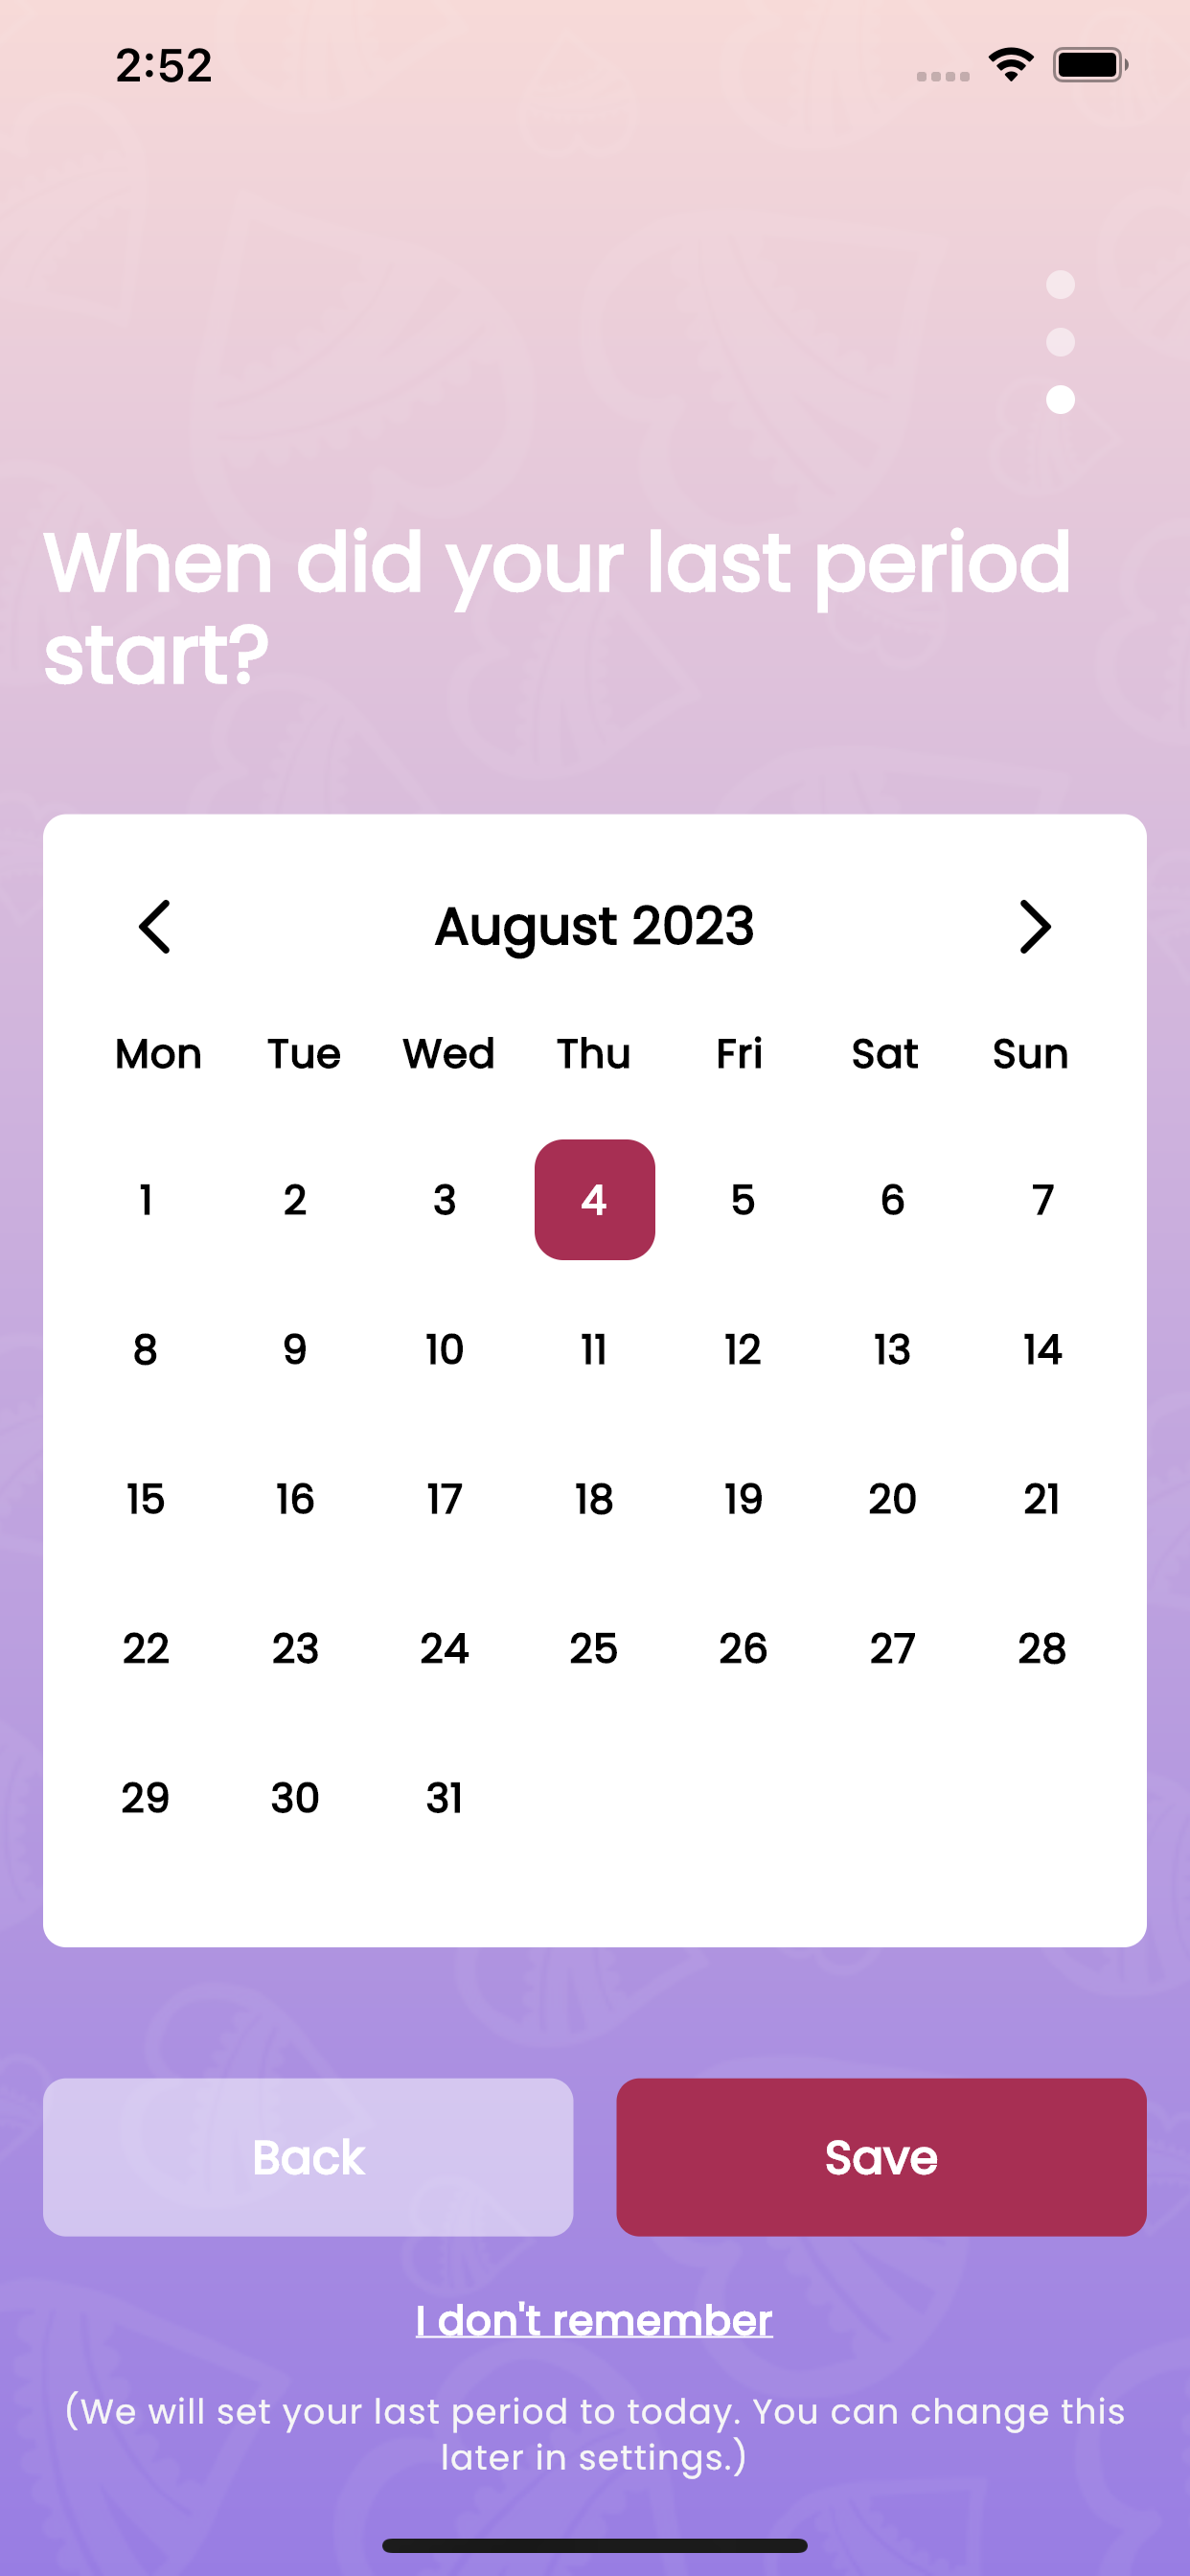 2:52
When did your last period
start?
August 2023
Mon Tue Wed Thu Fri Sat Sun
1 2 3 4 5 6 7
8 9 10 11 12 13 14
15 16 17 18 19 20 21
22 23 24 25 26 27 28
29 30 31
Back Save
I don't remember
(We will set your last period to today. You can change this
later in settings.)